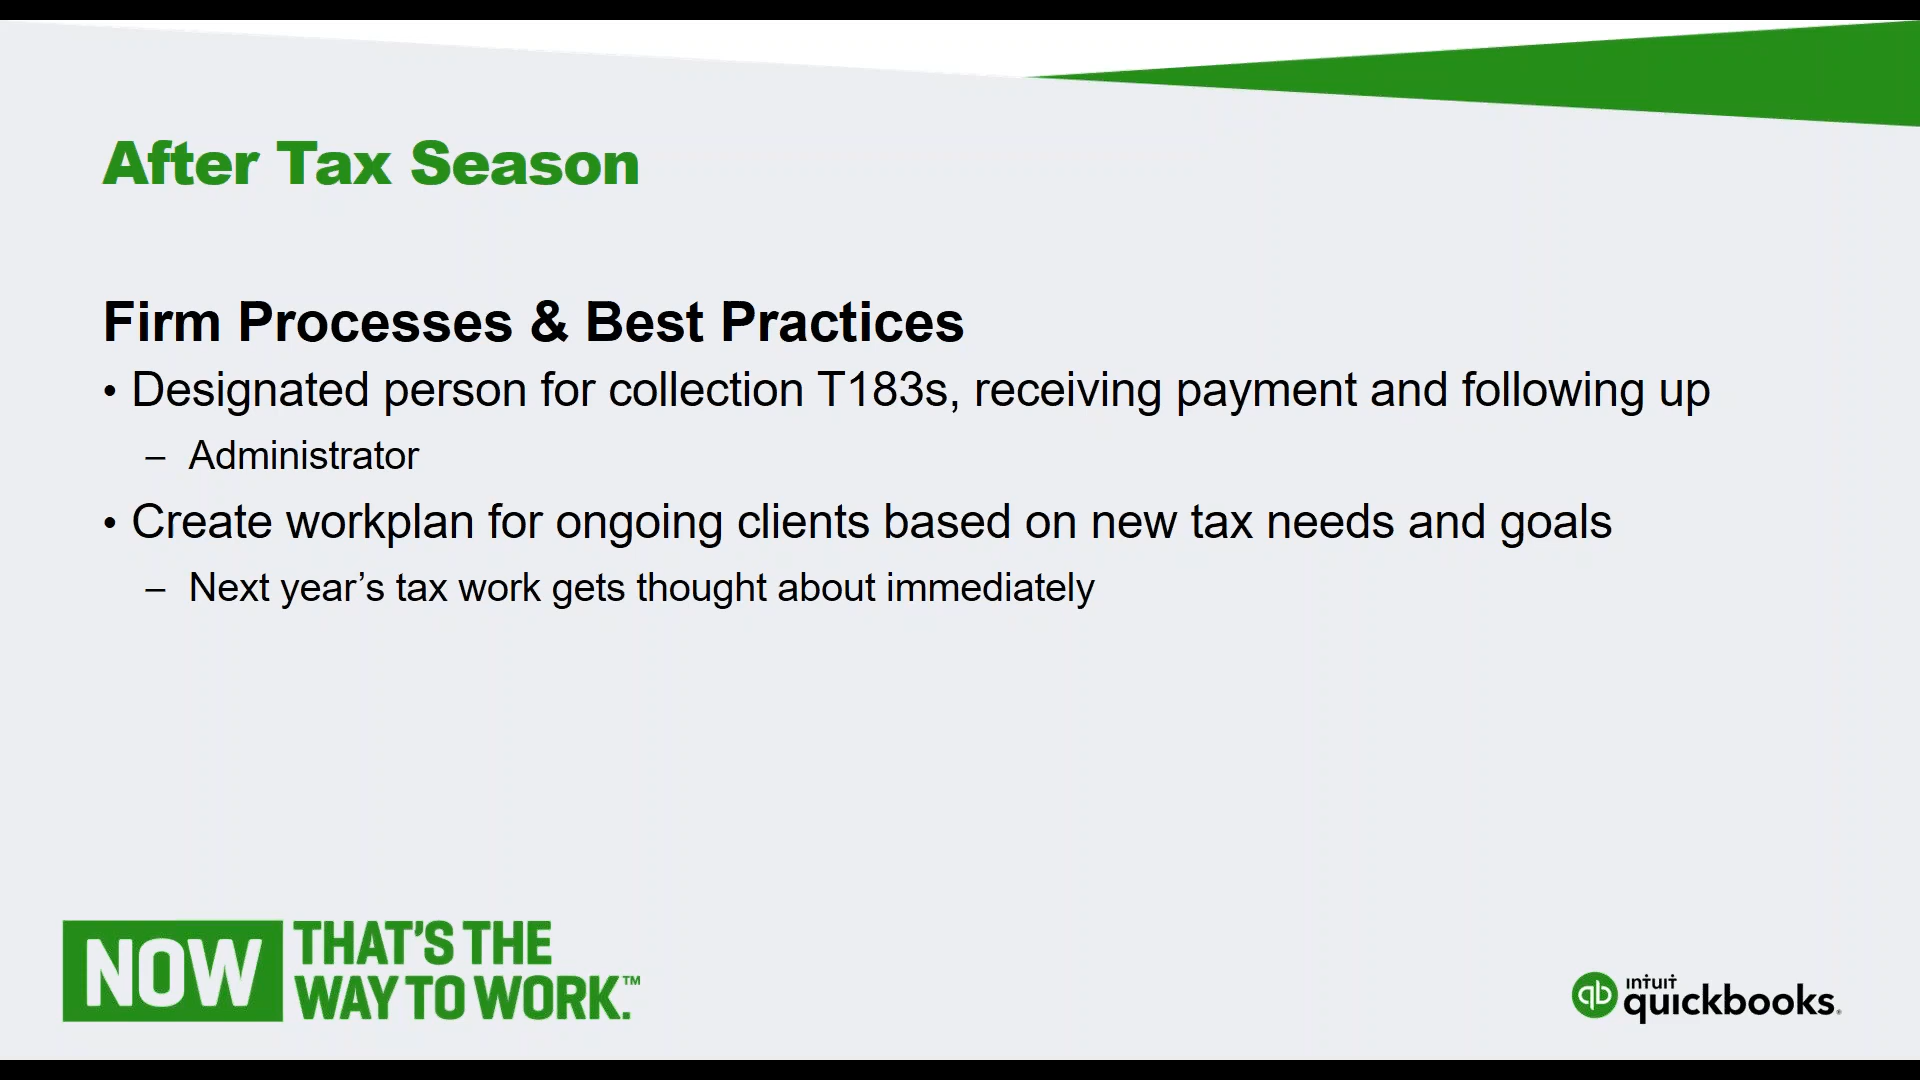 After Tax Season
Firm Processes & Best Practices
• Designated person for collection T183s, receiving payment and following up
– Administrator
• Create workplan for ongoing clients based on new tax needs and goals
– Next year’s tax work gets thought about immediately
NOW THAT'S THE
WAY TO WORK.™
qb intuit
quickbooks.